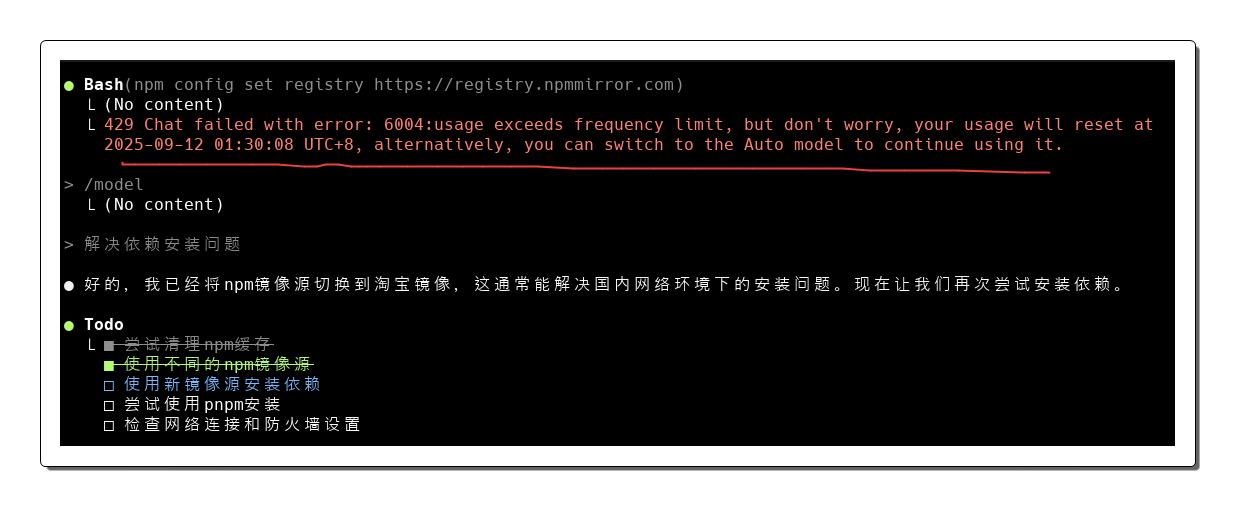 ● Bash(npm config set registry https://registry.npmmirror.com)
└ (No content)
└ 429 Chat failed with error: 6004:usage exceeds frequency limit, but don't worry, your usage will reset at
2025-09-12 01:30:08 UTC+8, alternatively, you can switch to the Auto model to continue using it.
> /model
└ (No content)
> 解决依赖安装问题
● 好的，我已经将npm镜像源切换到淘宝镜像，这通常能解决国内网络环境下的安装问题。现在让我们再次尝试安装依赖。
● Todo
└ ■ 尝试清理npm缓存
■ 使用不同的npm镜像源
□ 使用新镜像源安装依赖
□ 尝试使用pnpm安装
□ 检查网络连接和防火墙设置